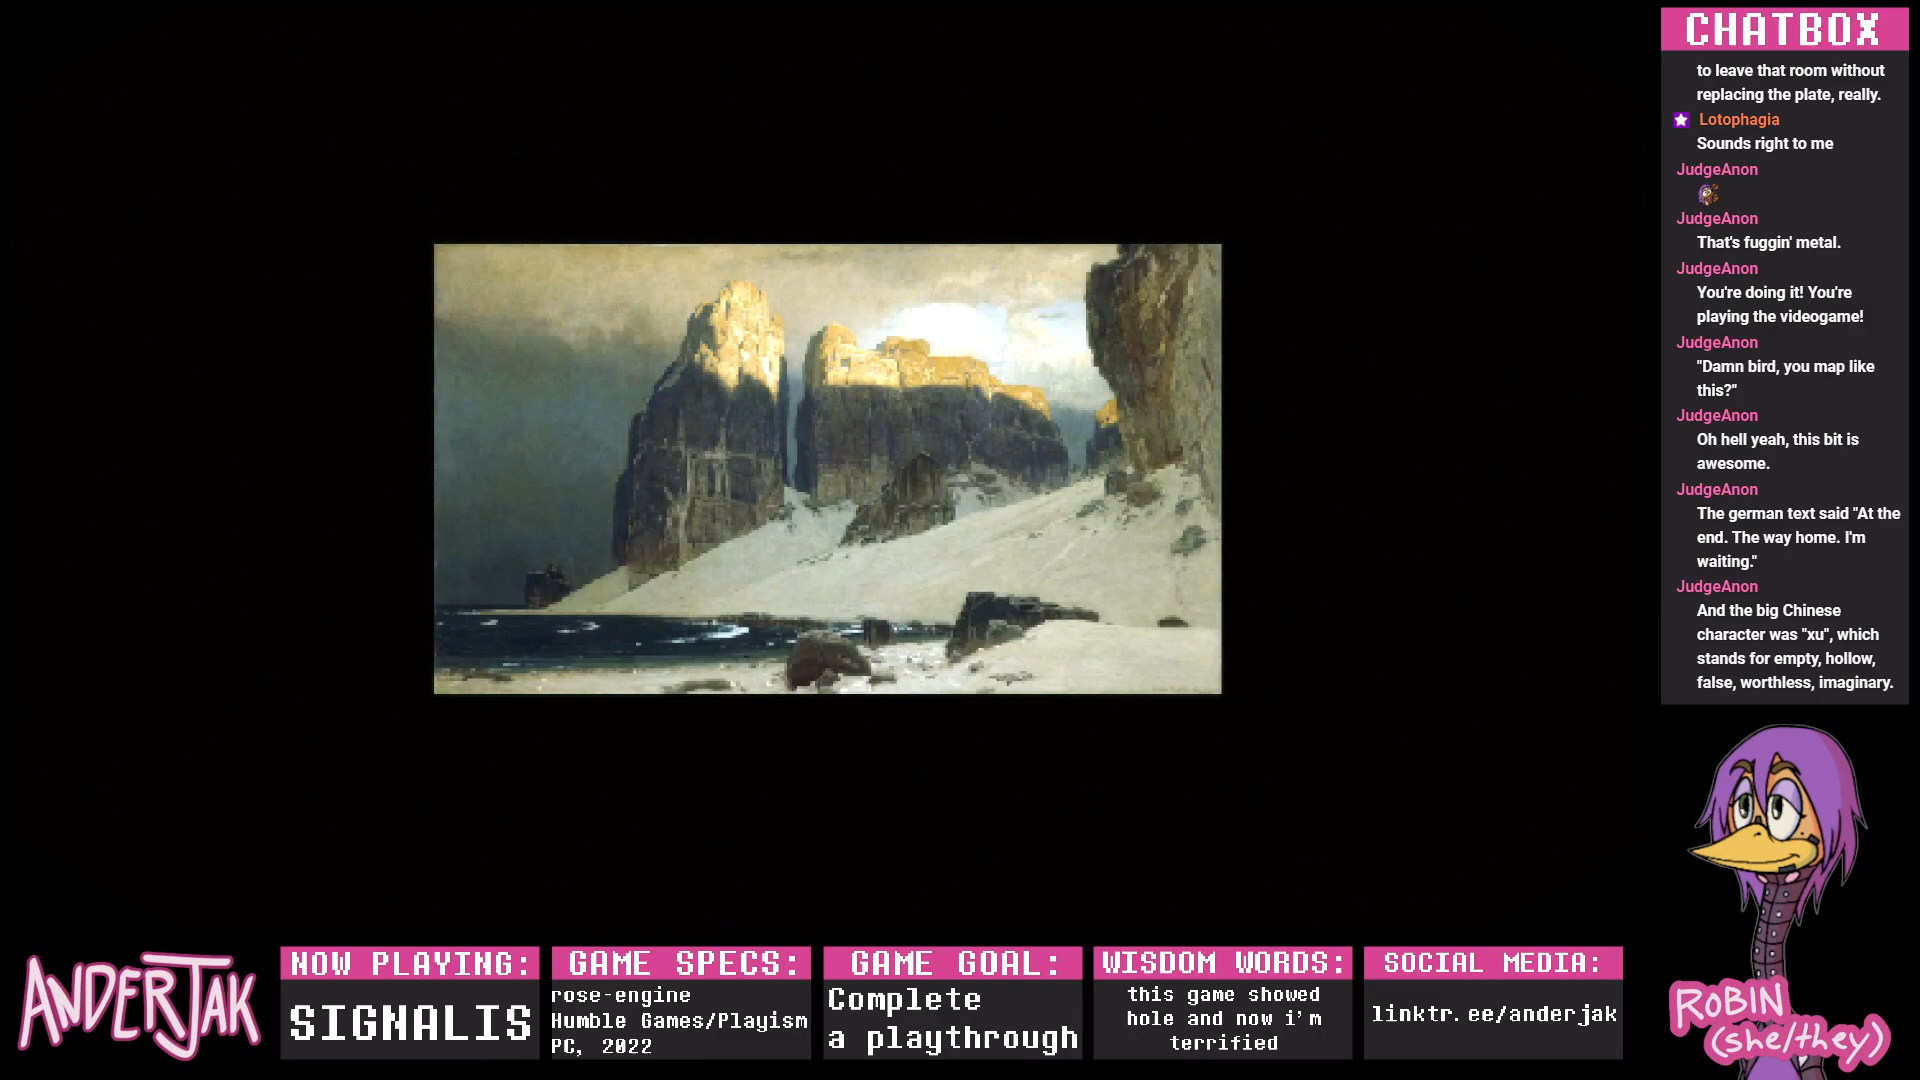 CHATBOX
to leave that room without
replacing the plate, really.
Lotophagia
Sounds right to me
JudgeAnon
JudgeAnon
That's fuggin' metal.
JudgeAnon
You're doing it! You're
playing the videogame!
JudgeAnon
"Damn bird, you map like
this?"
JudgeAnon
Oh hell yeah, this bit is
awesome.
JudgeAnon
The german text said "At the
end. The way home. I'm
waiting."
JudgeAnon
And the big Chinese
character was "xu", which
stands for empty, hollow,
false, worthless, imaginary.
ANDERJAK
NOW PLAYING:
SIGNALIS
GAME SPECS:
rose-engine
Humble Games/Playism
PC, 2022
GAME GOAL:
Complete
a playthrough
WISDOM WORDS:
this game showed
hole and now i'm
terrified
SOCIAL MEDIA:
linktr.ee/anderjak
ROBIN
(she/they)